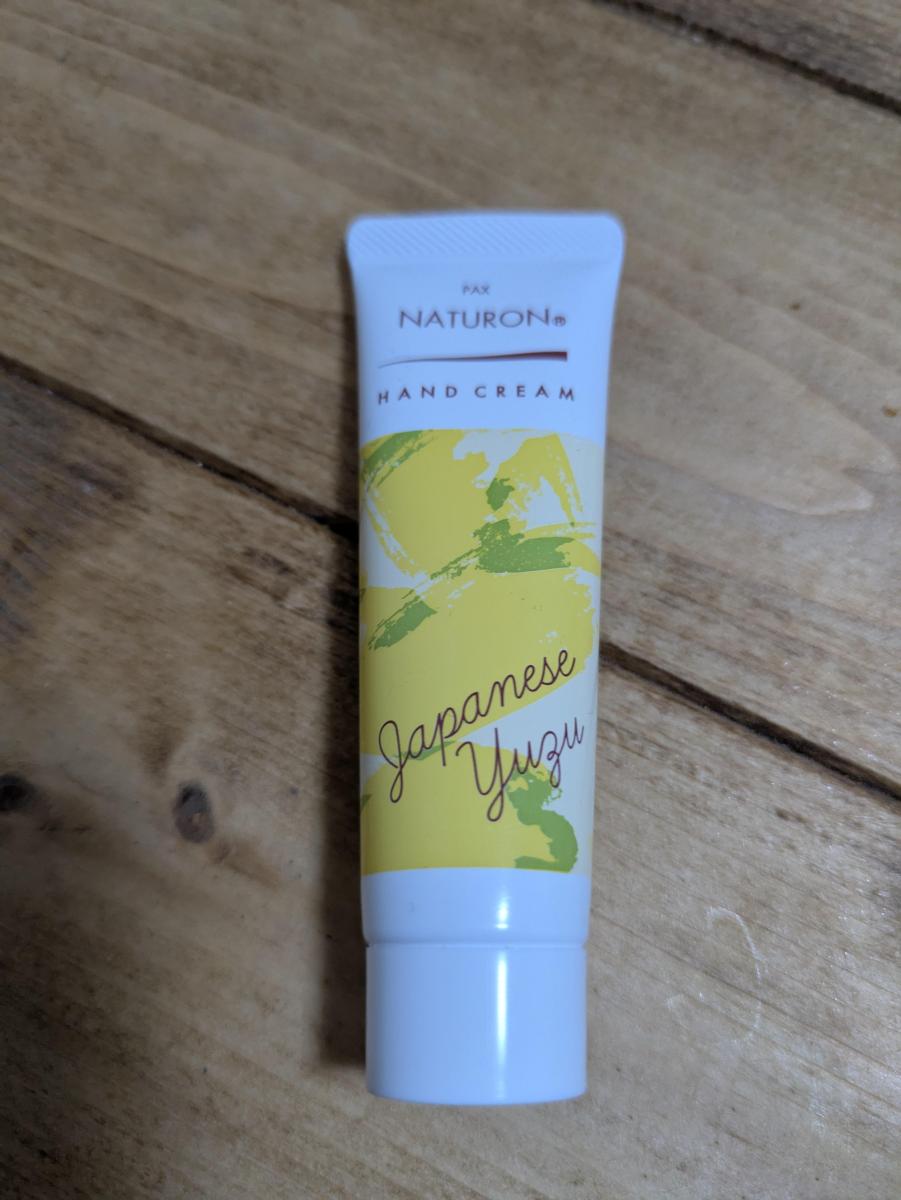 PAX
NATURON®
HAND CREAM
Japanese
Yuzu